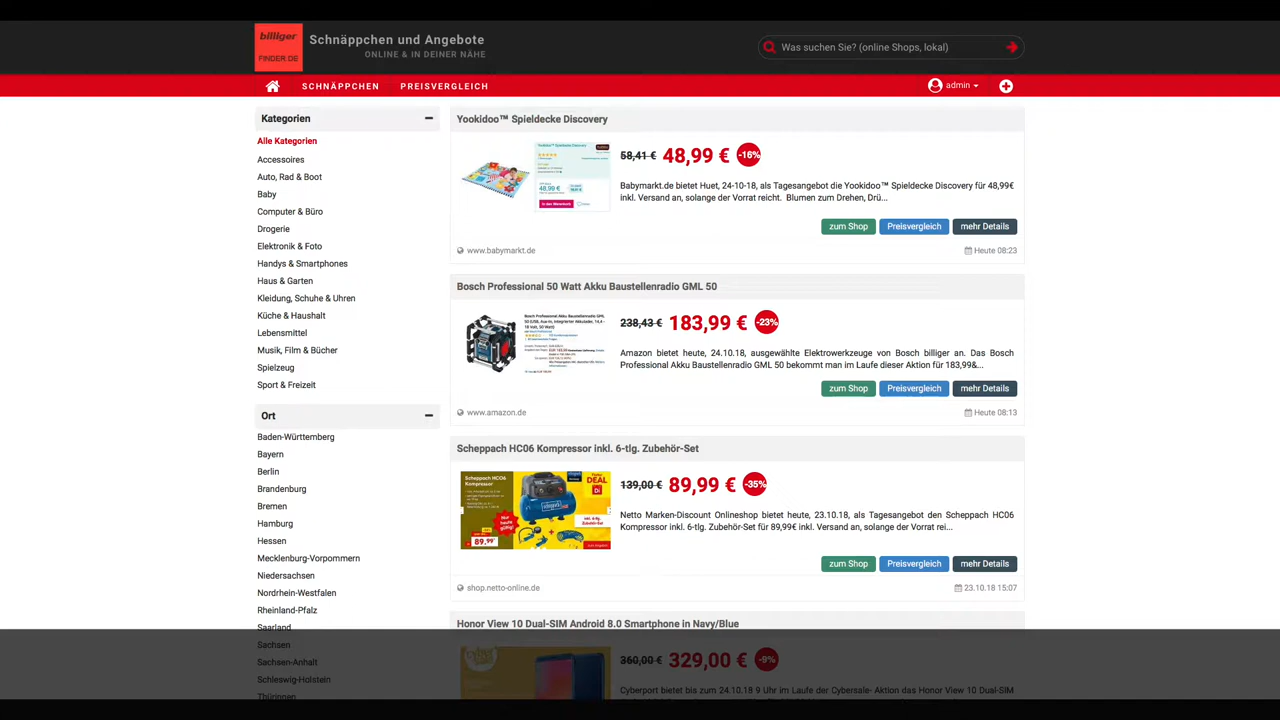 billiger
FINDER.DE
Schnäppchen und Angebote
ONLINE & IN DEINER NÄHE
Was suchen Sie? (online Shops, lokal)
SCHNÄPPCHEN
PREISVERGLEICH
admin
Kategorien
Alle Kategorien
Accessoires
Auto, Rad & Boot
Baby
Computer & Büro
Drogerie
Elektronik & Foto
Handys & Smartphones
Haus & Garten
Kleidung, Schuhe & Uhren
Küche & Haushalt
Lebensmittel
Musik, Film & Bücher
Spielzeug
Sport & Freizeit
Ort
Baden-Württemberg
Bayern
Berlin
Brandenburg
Bremen
Hamburg
Hessen
Mecklenburg-Vorpommern
Niedersachsen
Nordrhein-Westfalen
Rheinland-Pfalz
Saarland
Sachsen
Sachsen-Anhalt
Schleswig-Holstein
Thüringen
Yookidoo™ Spieldecke Discovery
48,99 €
58,41 € 48,99 € -16%
Babymarkt.de bietet Huet, 24-10-18, als Tagesangebot die Yookidoo™ Spieldecke Discovery für 48,99€
inkl. Versand an, solange der Vorrat reicht. Blumen zum Drehen, Drü...
zum Shop Preisvergleich mehr Details
www.babymarkt.de
Heute 08:23
Bosch Professional 50 Watt Akku Baustellenradio GML 50
238,43 € 183,99 € -23%
Amazon bietet heute, 24.10.18, ausgewählte Elektrowerkzeuge von Bosch billiger an. Das Bosch
Professional Akku Baustellenradio GML 50 bekommt man im Laufe dieser Aktion für 183,99&...
zum Shop Preisvergleich mehr Details
www.amazon.de
Heute 08:13
Scheppach HC06 Kompressor inkl. 6-tlg. Zubehör-Set
Scheppach HC06
Kompressor
DEAL
89.99
139,00 € 89,99 € -35%
Netto Marken-Discount Onlineshop bietet heute, 23.10.18, als Tagesangebot den Scheppach HC06
Kompressor inkl. 6-tlg. Zubehör-Set für 89,99€ inkl. Versand an, solange der Vorrat rei...
zum Shop Preisvergleich mehr Details
shop.netto-online.de
23.10.18 15:07
Honor View 10 Dual-SIM Android 8.0 Smartphone in Navy/Blue
360,00 € 329,00 € -9%
Cyberport bietet bis zum 24.10.18 9 Uhr im Laufe der Cybersale- Aktion das Honor View 10 Dual-SIM